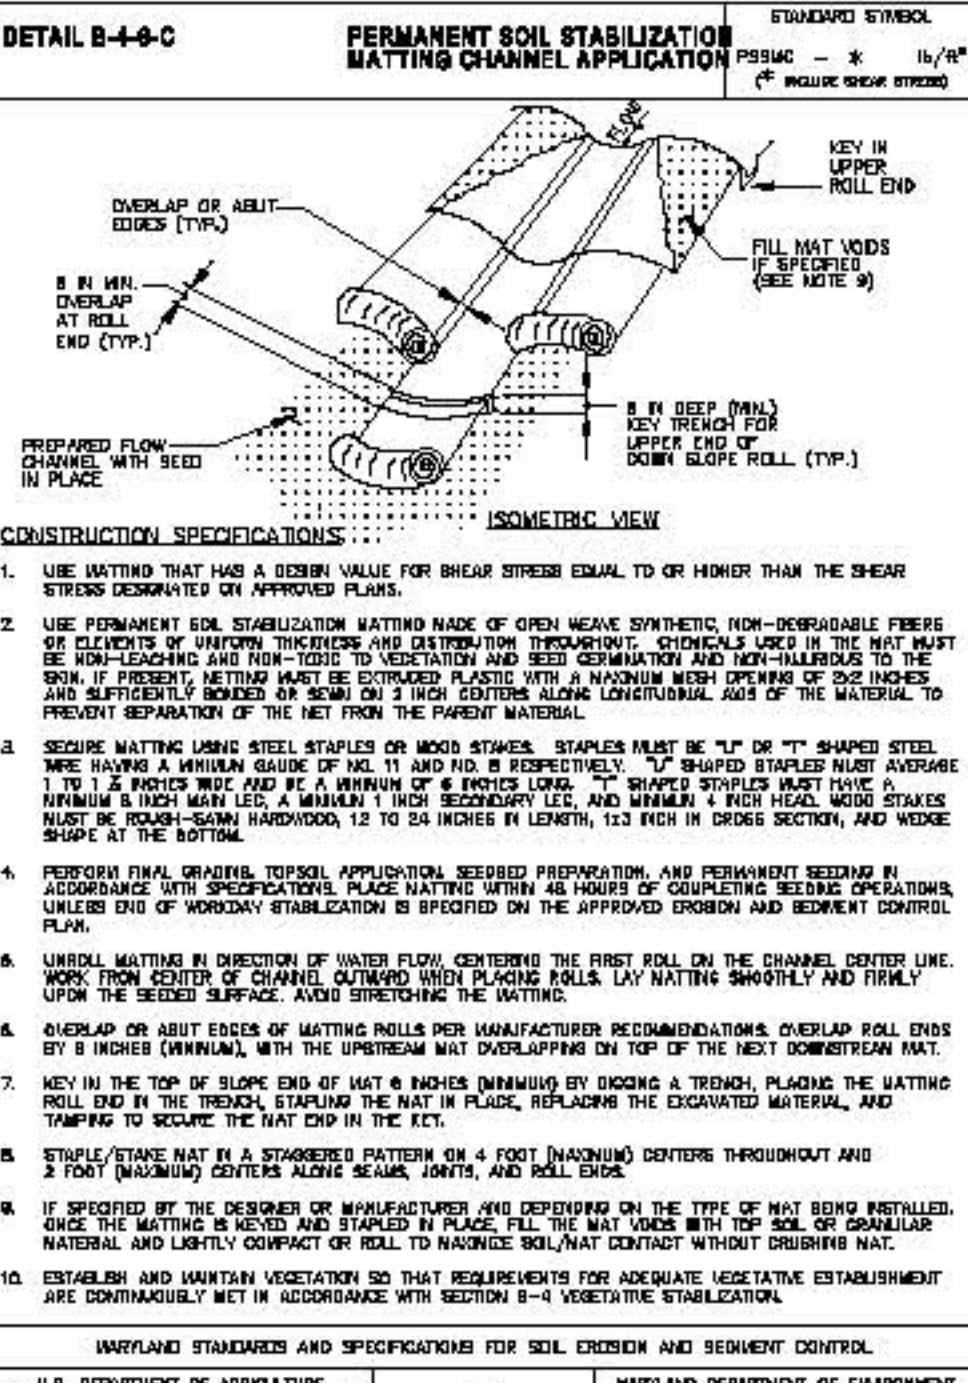 DETAIL B-4-6-C
PERMANENT SOIL STABILIZATION
MATTING CHANNEL APPLICATION
STANDARD SYMBOL
PSSMC - * lb/ft²
(* INCLUDE SHEAR STRESS)
FLOW
KEY IN
UPPER
ROLL END
OVERLAP OR ABUT
EDGES (TYP.)
FILL MAT VOIDS
IF SPECIFIED
(SEE NOTE 9)
IN MIN.
OVERLAP
AT ROLL
END (TYP.)
IN DEEP (MIN.)
KEY TRENCH FOR
UPPER END OF
DOWN SLOPE ROLL (TYP.)
PREPARED FLOW
CHANNEL WITH SEED
IN PLACE
ISOMETRIC VIEW
CONSTRUCTION SPECIFICATIONS:
1. USE MATTING THAT HAS A DESIGN VALUE FOR SHEAR STRESS EQUAL TO OR HIGHER THAN THE SHEAR
STRESS DESIGNATED ON APPROVED PLANS.
2. USE PERMANENT SOIL STABILIZATION MATTING MADE OF OPEN WEAVE SYNTHETIC, NON-DEGRADABLE FIBERS
OR ELEMENTS OF UNIFORM THICKNESS AND DISTRIBUTION THROUGHOUT. CHEMICALS USED IN THE MAT MUST
BE NON-LEACHING AND NON-TOXIC TO VEGETATION AND SEED GERMINATION AND NON-INJURIOUS TO THE
SKIN. IF PRESENT, NETTING MUST BE EXTRUDED PLASTIC WITH A MAXIMUM MESH OPENING OF 2x2 INCHES
AND SUFFICIENTLY BONDED OR SEWN ON 2 INCH CENTERS ALONG LONGITUDINAL AXIS OF THE MATERIAL TO
PREVENT SEPARATION OF THE NET FROM THE PARENT MATERIAL.
3. SECURE MATTING USING STEEL STAPLES OR WOOD STAKES. STAPLES MUST BE "U" OR "T" SHAPED STEEL
WIRE HAVING A MINIMUM GAUGE OF NO. 11 AND NO. 8 RESPECTIVELY. "U" SHAPED STAPLES MUST AVERAGE
1 TO 1 INCHES WIDE AND BE A MINIMUM OF 6 INCHES LONG. "T" SHAPED STAPLES MUST HAVE A
MINIMUM 8 INCH MAIN LEG, A MINIMUM 1 INCH SECONDARY LEG, AND MINIMUM 4 INCH HEAD. WOOD STAKES
MUST BE ROUGH-SAWN HARDWOOD, 12 TO 24 INCHES IN LENGTH, 1x3 INCH IN CROSS SECTION, AND WEDGE
SHAPE AT THE BOTTOM.
4. PERFORM FINAL GRADING, TOPSOIL APPLICATION, SEEDBED PREPARATION, AND PERMANENT SEEDING IN
ACCORDANCE WITH SPECIFICATIONS. PLACE MATTING WITHIN 48 HOURS OF COMPLETING SEEDING OPERATIONS,
UNLESS END OF WORKDAY STABILIZATION IS SPECIFIED ON THE APPROVED EROSION AND SEDIMENT CONTROL
PLAN.
5. UNROLL MATTING IN DIRECTION OF WATER FLOW, CENTERING THE FIRST ROLL ON THE CHANNEL CENTER LINE.
WORK FROM CENTER OF CHANNEL OUTWARD WHEN PLACING ROLLS. LAY MATTING SMOOTHLY AND FIRMLY
UPON THE SEEDED SURFACE. AVOID STRETCHING THE MATTING.
6. OVERLAP OR ABUT EDGES OF MATTING ROLLS PER MANUFACTURER RECOMMENDATIONS. OVERLAP ROLL ENDS
BY INCHES (MINIMUM), WITH THE UPSTREAM MAT OVERLAPPING ON TOP OF THE NEXT DOWNSTREAM MAT.
7. KEY IN THE TOP OF SLOPE END OF MAT 6 INCHES (MINIMUM) BY DIGGING A TRENCH, PLACING THE MATTING
ROLL END IN THE TRENCH, STAPLING THE MAT IN PLACE, REPLACING THE EXCAVATED MATERIAL, AND
TAMPING TO SECURE THE MAT END IN THE KEY.
8. STAPLE/STAKE MAT IN A STAGGERED PATTERN ON 4 FOOT (MAXIMUM) CENTERS THROUGHOUT AND
2 FOOT (MAXIMUM) CENTERS ALONG SEAMS, JOINTS, AND ROLL ENDS.
9. IF SPECIFIED BY THE DESIGNER OR MANUFACTURER AND DEPENDING ON THE TYPE OF MAT BEING INSTALLED,
ONCE THE MATTING IS KEYED AND STAPLED IN PLACE, FILL THE MAT VOIDS WITH TOP SOIL OR GRANULAR
MATERIAL AND LIGHTLY COMPACT OR ROLL TO MAXIMIZE SOIL/MAT CONTACT WITHOUT CRUSHING MAT.
10. ESTABLISH AND MAINTAIN VEGETATION SO THAT REQUIREMENTS FOR ADEQUATE VEGETATIVE ESTABLISHMENT
ARE CONTINUOUSLY MET IN ACCORDANCE WITH SECTION B-4 VEGETATIVE STABILIZATION.
MARYLAND STANDARDS AND SPECIFICATIONS FOR SOIL EROSION AND SEDIMENT CONTROL
U.S. DEPARTMENT OF AGRICULTURE
MARYLAND DEPARTMENT OF ENVIRONMENT